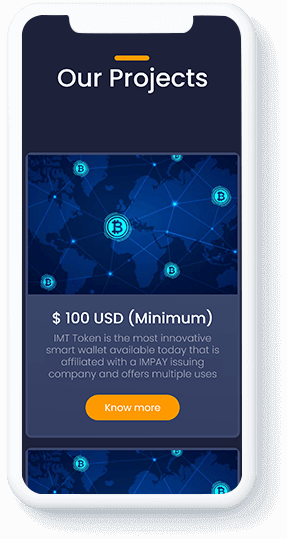 Our Projects
$ 100 USD (Minimum)
IMT Token is the most innovative
smart wallet available today that is
affiliated with a IMPAY issuing
company and offers multiple uses
Know more